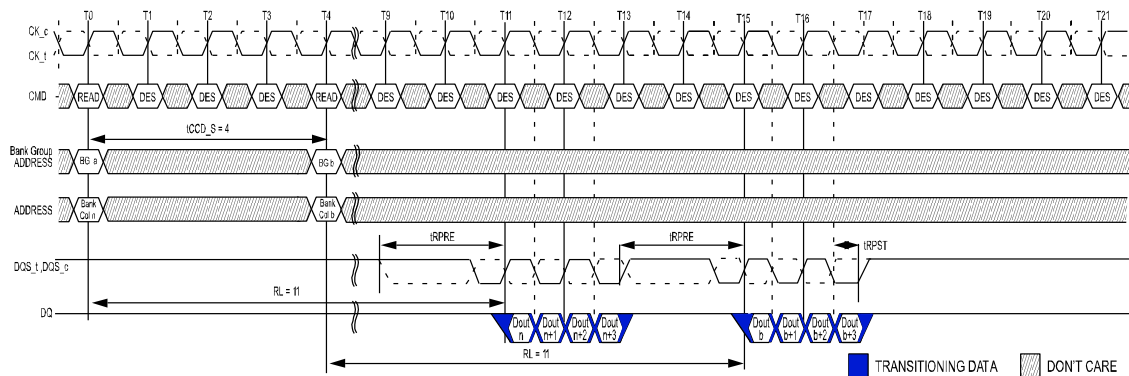 T0 T1 T2 T3 T4 T9 T10 T11 T12 T13 T14 T15 T16 T17 T18 T19 T20 T21
CK_c
CK_t
CMD READ DES DES DES READ DES DES DES DES DES DES DES DES DES DES DES DES DES
tCCD_S = 4
Bank Group
ADDRESS BG a BG b
ADDRESS Bank Col n Bank Col b
tRPRE tRPRE tRPST
DQS_t ,DQS_c
RL = 11
DQ Dout n Dout n+1 Dout n+2 Dout n+3 Dout b Dout b+1 Dout b+2 Dout b+3
RL = 11
TRANSITIONING DATA DON'T CARE